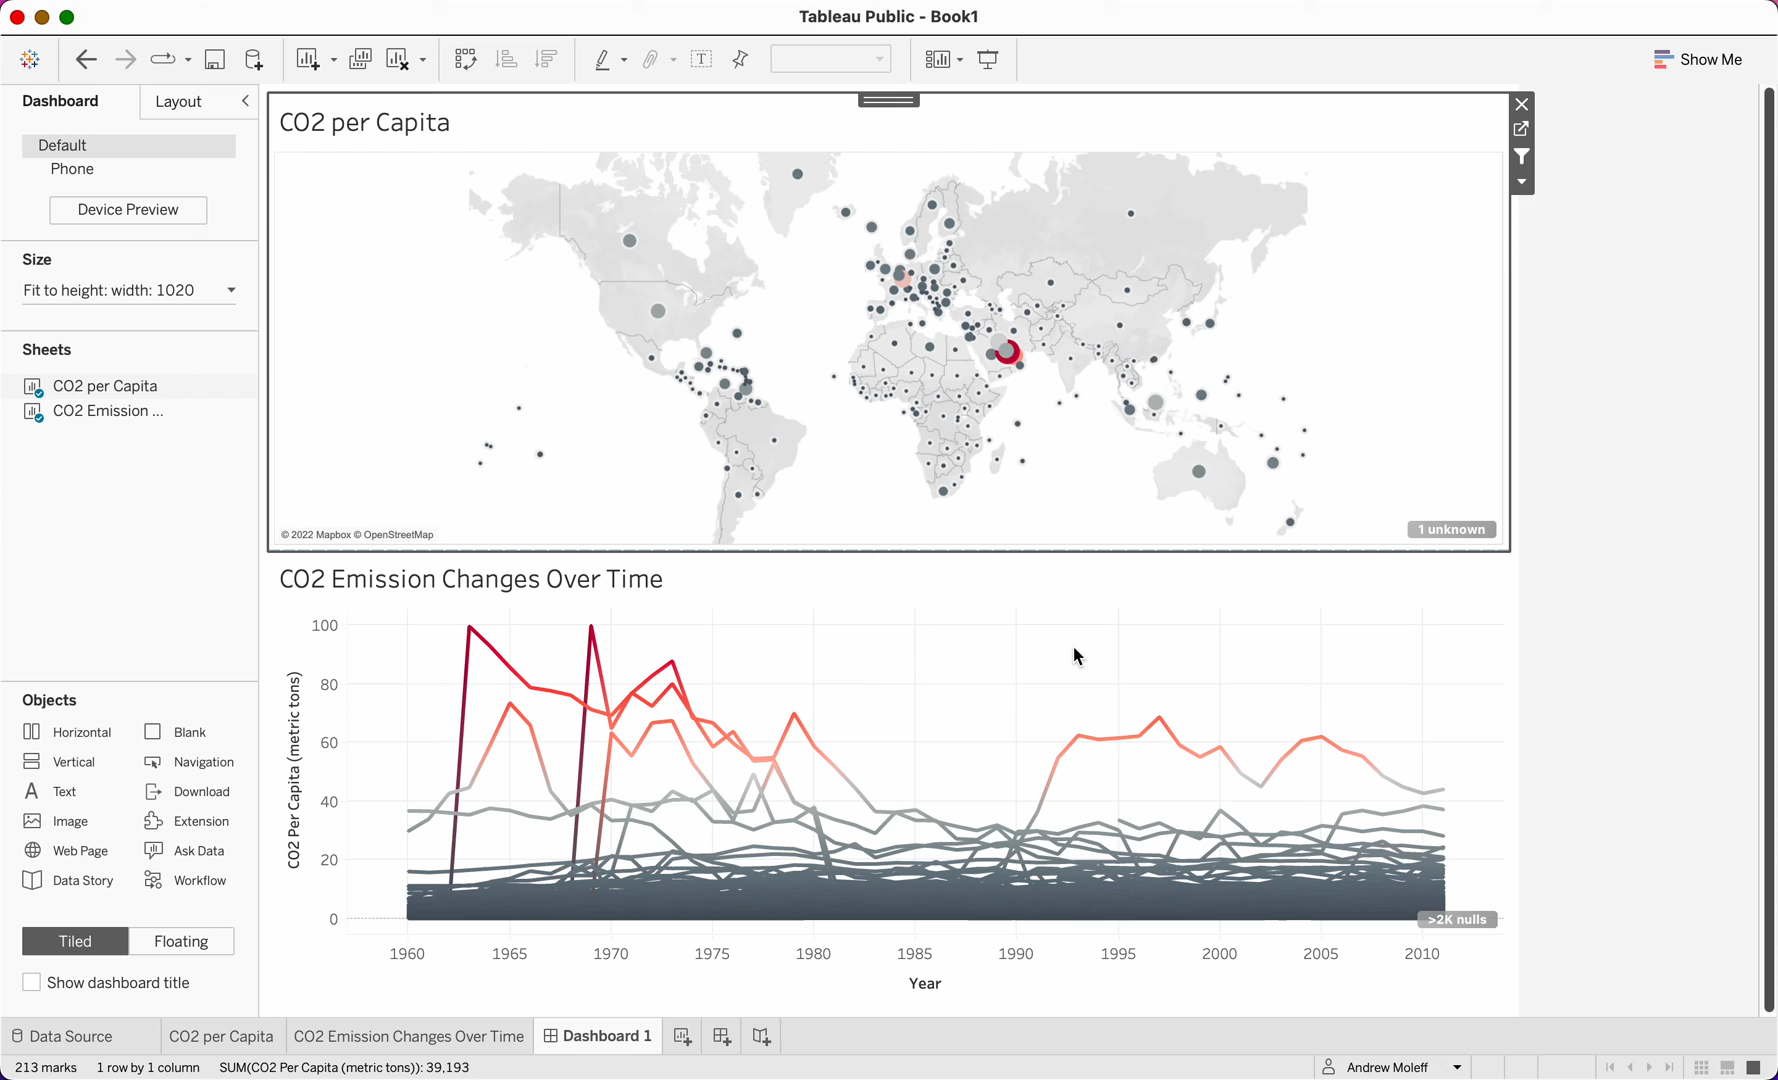 Tableau Public - Book1
Show Me
Dashboard
Layout
Default
Phone
Device Preview
Size
Fit to height: width: 1020
Sheets
CO2 per Capita
CO2 Emission ...
Objects
Horizontal
Blank
Vertical
Navigation
A Text
Download
Image
Extension
Web Page
Ask Data
Data Story
Workflow
Tiled
Floating
Show dashboard title
CO2 per Capita
© 2022 Mapbox © OpenStreetMap
1 unknown
CO2 Emission Changes Over Time
CO2 Per Capita (metric tons)
100
80
60
40
20
0
>2K nulls
1960 1965 1970 1975 1980 1985 1990 1995 2000 2005 2010
Year
Data Source
CO2 per Capita
CO2 Emission Changes Over Time
Dashboard 1
213 marks 1 row by 1 column SUM(CO2 Per Capita (metric tons)): 39,193
Andrew Moleff